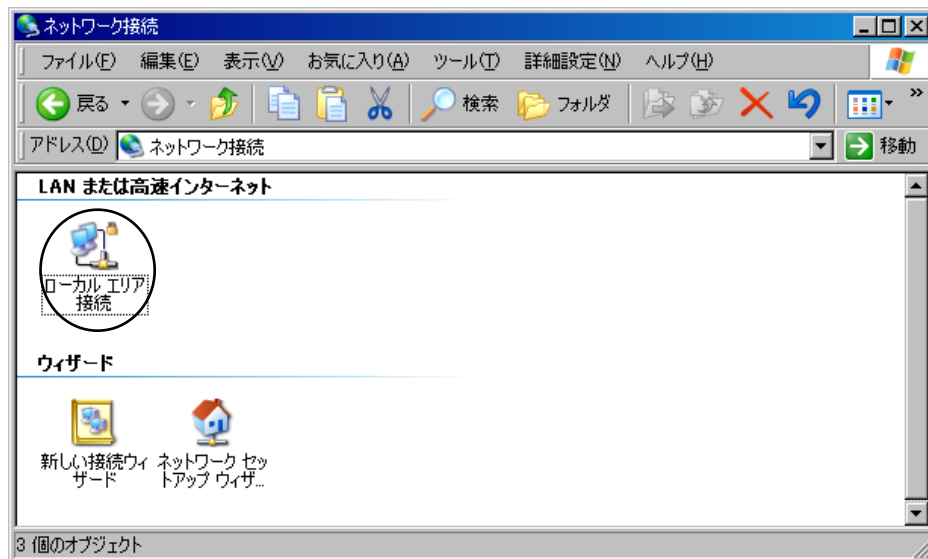 ネットワーク接続
ファイル(F) 編集(E) 表示(V) お気に入り(A) ツール(T) 詳細設定(N) ヘルプ(H)
戻る 検索 フォルダ »
アドレス(D) ネットワーク接続 移動
LAN または高速インターネット
ローカル エリア
接続
ウィザード
新しい接続ウィ
ザード
ネットワーク セッ
トアップ ウィザ...
3 個のオブジェクト